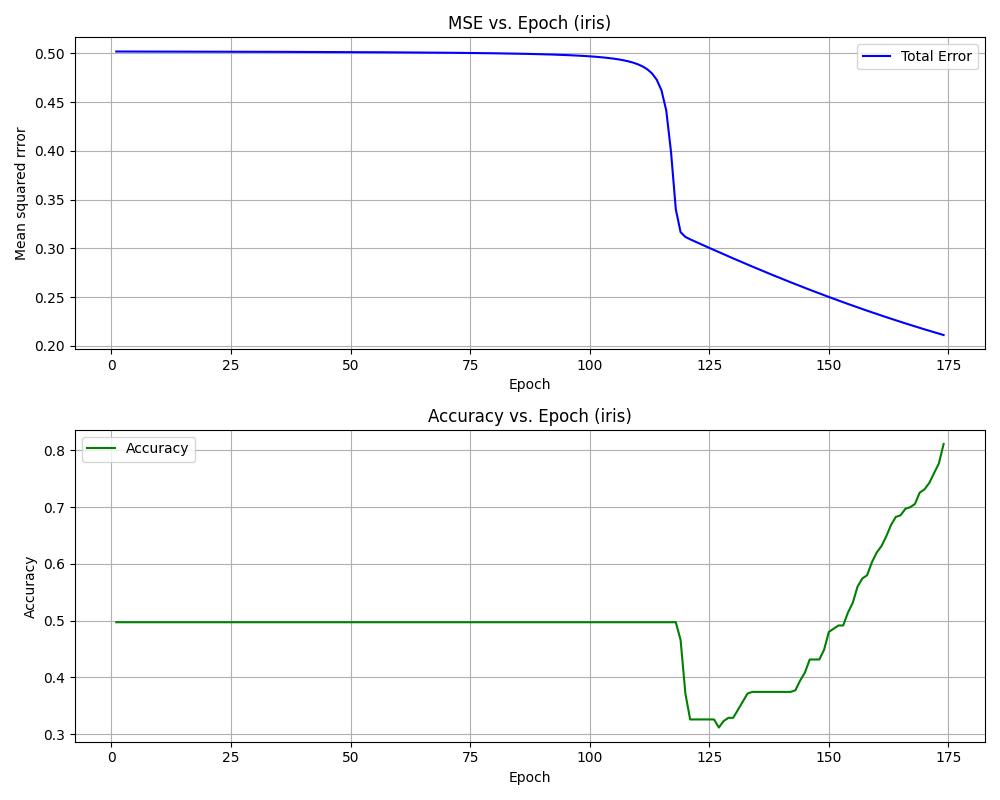 MSE vs. Epoch (iris)
Total Error
Mean squared rrror
0.50
0.45
0.40
0.35
0.30
0.25
0.20
0 25 50 75 100 125 150 175
Epoch
Accuracy vs. Epoch (iris)
Accuracy
Accuracy
0.8
0.7
0.6
0.5
0.4
0.3
0 25 50 75 100 125 150 175
Epoch